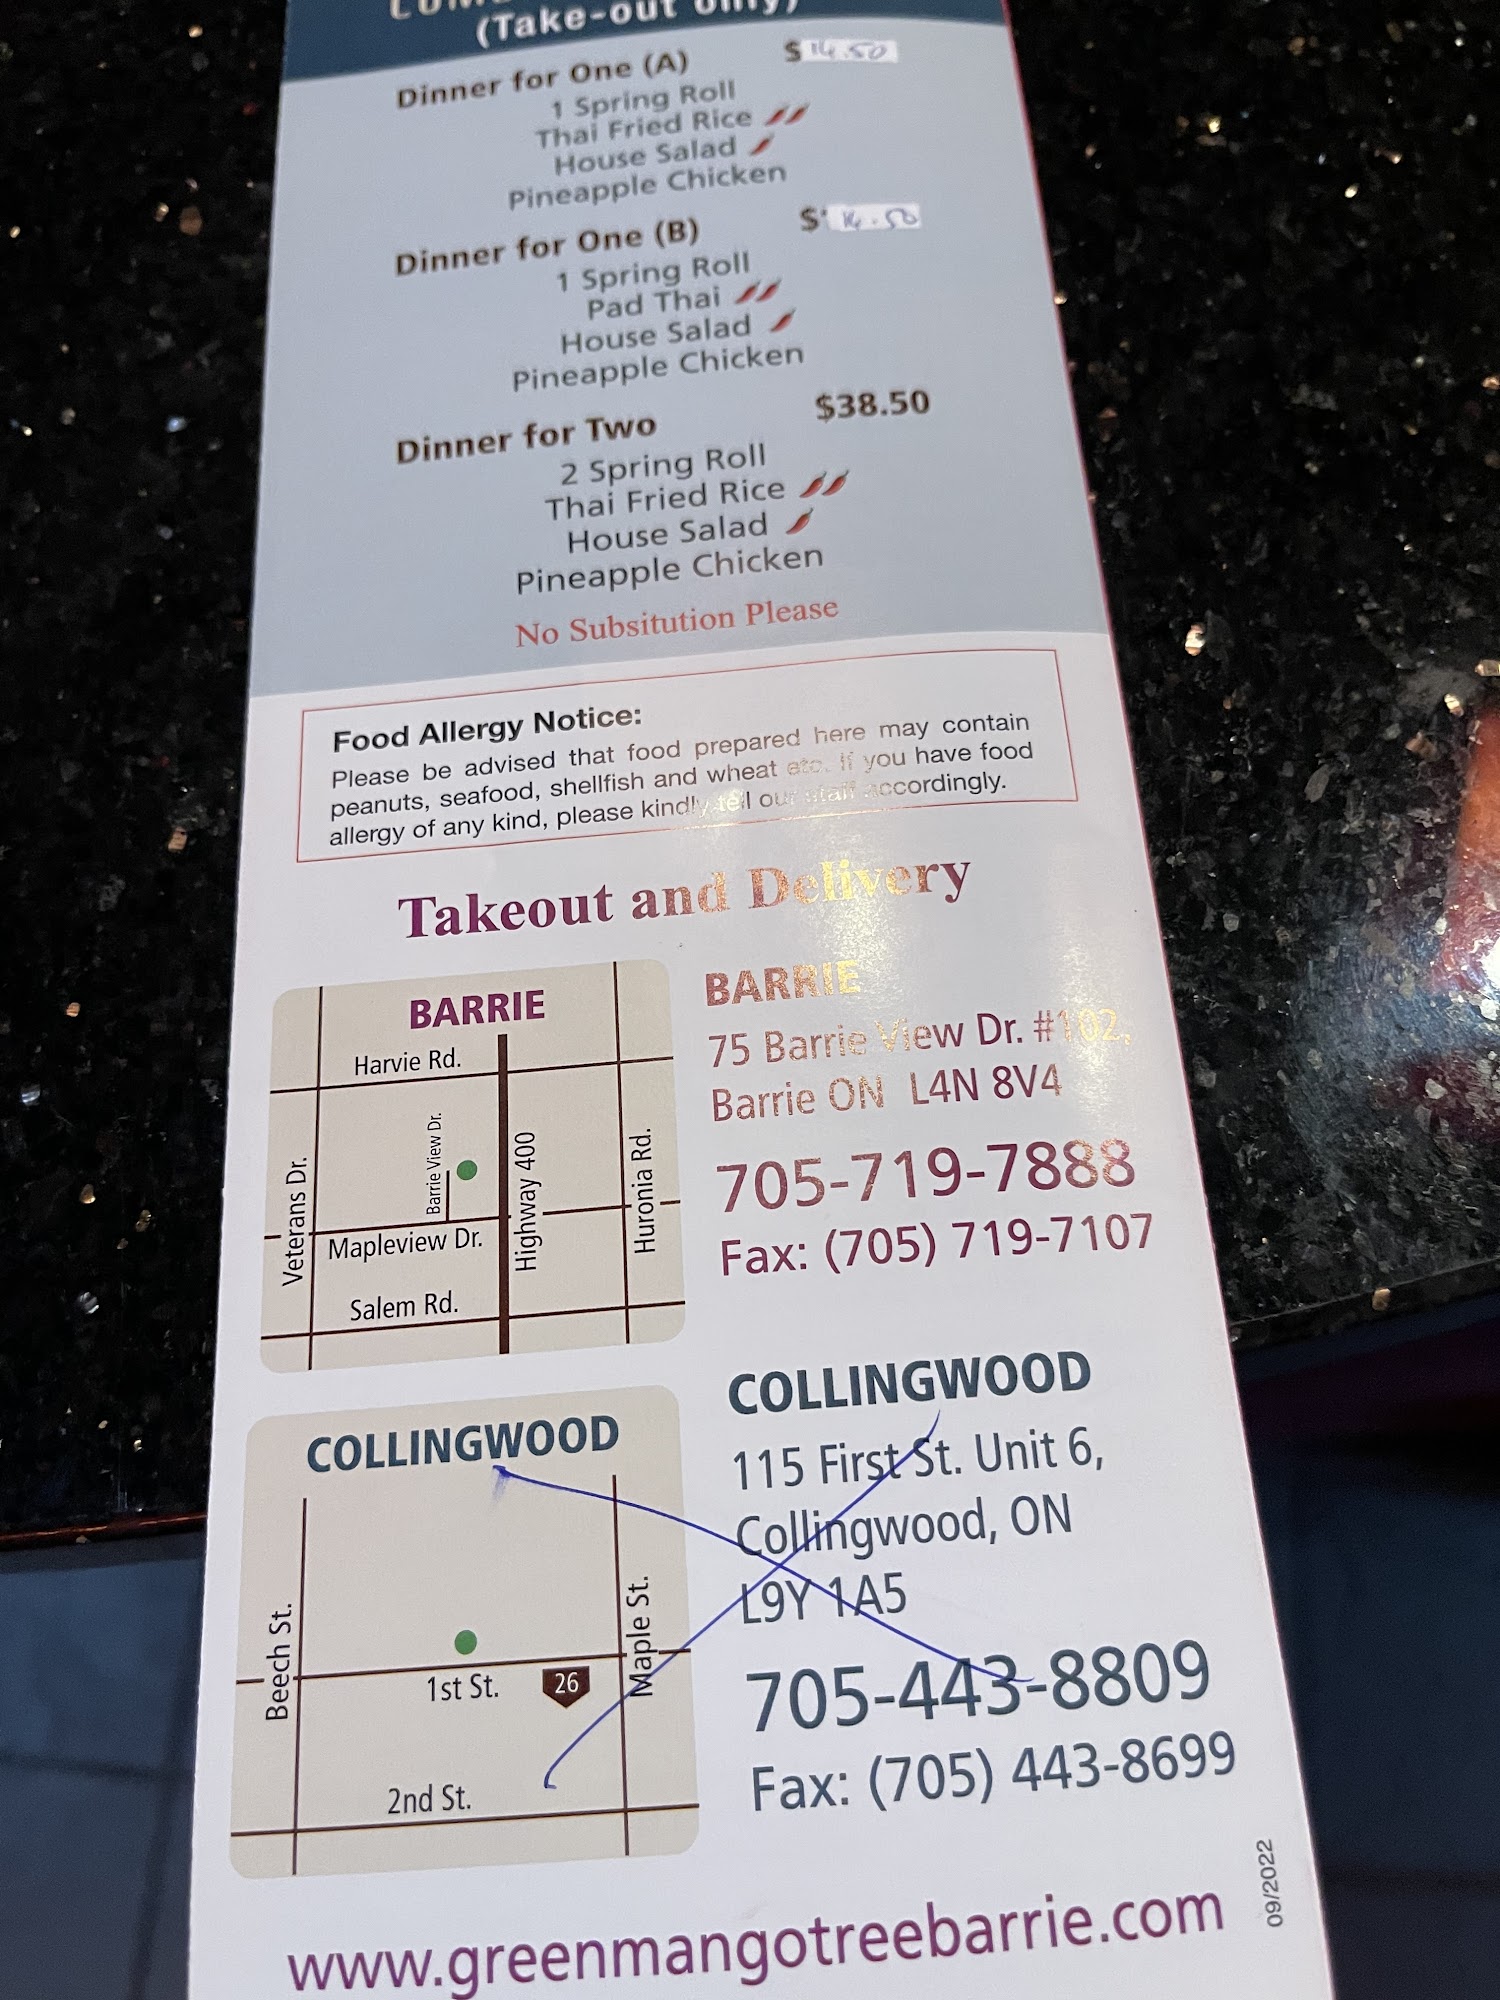 (Take-out only)
Dinner for One (A) $14.50
1 Spring Roll
Thai Fried Rice
House Salad
Pineapple Chicken
Dinner for One (B) $14.50
1 Spring Roll
Pad Thai
House Salad
Pineapple Chicken
Dinner for Two $38.50
2 Spring Roll
Thai Fried Rice
House Salad
Pineapple Chicken
No Subsitution Please
Food Allergy Notice:
Please be advised that food prepared here may contain
peanuts, seafood, shellfish and wheat etc. If you have food
allergy of any kind, please kindly tell our staff accordingly.
Takeout and Delivery
BARRIE
Harvie Rd.
Barrie View Dr.
Veterans Dr.
Highway 400
Huronia Rd.
Mapleview Dr.
Salem Rd.
BARRIE
75 Barrie View Dr. #102,
Barrie ON L4N 8V4
705-719-7888
Fax: (705) 719-7107
COLLINGWOOD
Beech St.
Maple St.
1st St.
26
2nd St.
COLLINGWOOD
115 First St. Unit 6,
Collingwood, ON
L9Y 1A5
705-443-8809
Fax: (705) 443-8699
09/2022
www.greenmangotreebarrie.com